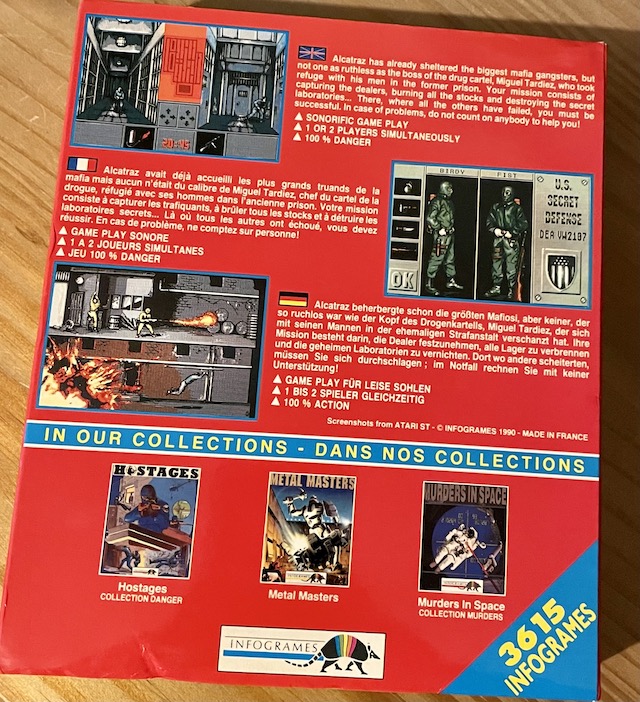 Alcatraz has already sheltered the biggest mafia gangsters, but
not one as ruthless as the boss of the drug cartel, Miguel Tardiez, who took
refuge with his men in the former prison. Your mission consists of
capturing the dealers, burning all the stocks and destroying the secret
laboratories... There, where all the others have failed, you must be
successful. In case of problems, do not count on anybody to help you!
▲ SONORIFIC GAME PLAY
▲ 1 OR 2 PLAYERS SIMULTANEOUSLY
▲ 100 % DANGER
20:45
Alcatraz avait déjà accueilli les plus grands truands de la
mafia mais aucun n'était du calibre de Miguel Tardiez, chef du cartel de la
drogue, réfugié avec ses hommes dans l'ancienne prison. Votre mission
consiste à capturer les trafiquants, à brûler tous les stocks et à détruire les
laboratoires secrets... Là où tous les autres ont échoué, vous devez
réussir. En cas de problème, ne comptez sur personne!
▲ GAME PLAY SONORE
▲ 1 A 2 JOUEURS SIMULTANES
▲ JEU 100 % DANGER
BIRDY
FIST
U.S.
SECRET
DEFENSE
DEA VW2187
OK
Alcatraz beherbergte schon die größten Mafiosi, aber keiner, der
so ruchlos war wie der Kopf des Drogenkartells, Miguel Tardiez, der sich
mit seinen Mannen in der ehemaligen Strafanstalt verschanzt hat. Ihre
Mission besteht darin, die Dealer festzunehmen, alle Lager zu verbrennen
und die geheimen Laboratorien zu vernichten. Dort wo andere scheiterten,
müssen Sie sich durchschlagen ; im Notfall rechnen Sie mit keiner
Unterstützung!
▲ GAME PLAY FÜR LEISE SOHLEN
▲ 1 BIS 2 SPIELER GLEICHZEITIG
▲ 100 % ACTION
Screenshots from ATARI ST - © INFOGRAMES 1990 - MADE IN FRANCE
IN OUR COLLECTIONS - DANS NOS COLLECTIONS
HOSTAGES
METAL MASTERS
MURDERS IN SPACE
Hostages
COLLECTION DANGER
Metal Masters
Murders In Space
COLLECTION MURDERS
INFOGRAMES
3615
INFOGRAMES